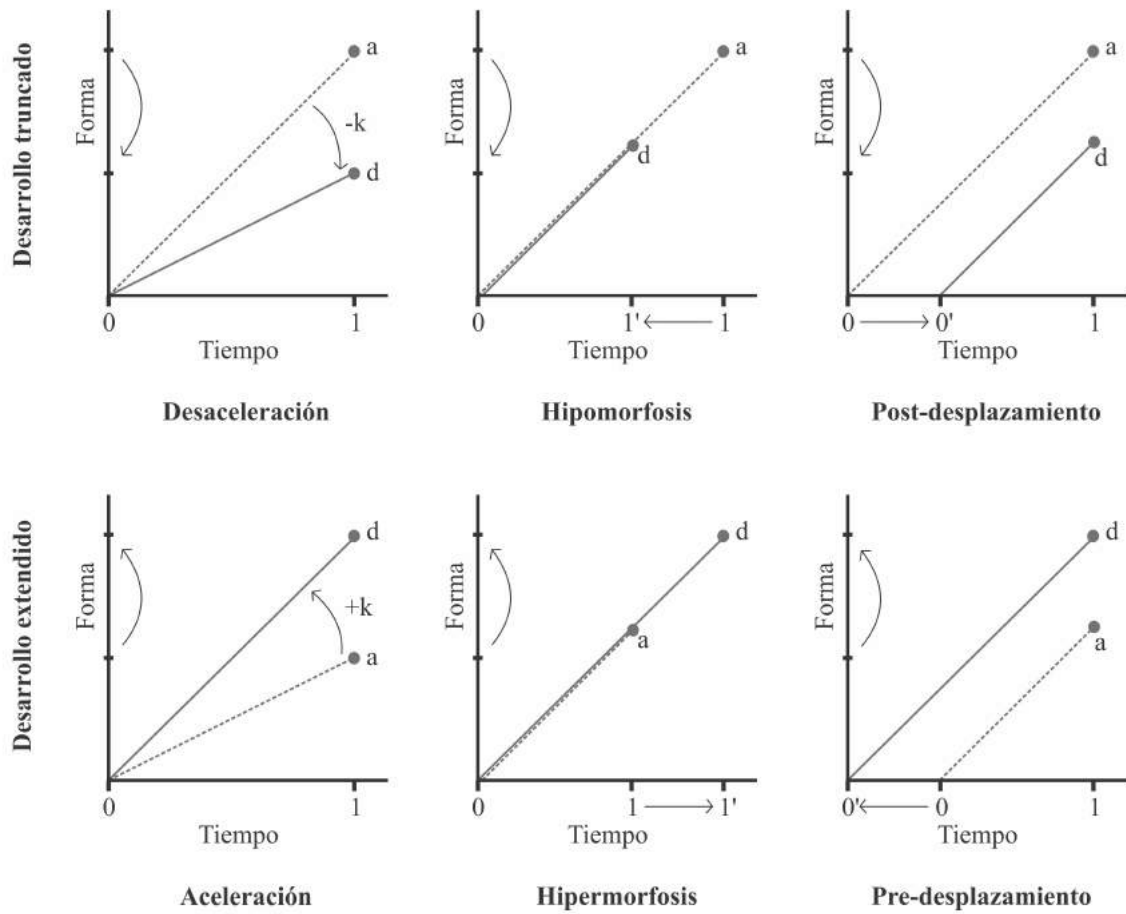 Desarrollo truncado
Forma
a
-k
d
0
1
Tiempo
Desaceleración
Forma
a
d
0
1'
1
Tiempo
Hipomorfosis
Forma
a
d
0
0'
1
Tiempo
Post-desplazamiento
Desarrollo extendido
Forma
d
+k
a
0
1
Tiempo
Aceleración
Forma
d
a
0
1
1'
Tiempo
Hipermorfosis
Forma
d
a
0'
0
1
Tiempo
Pre-desplazamiento